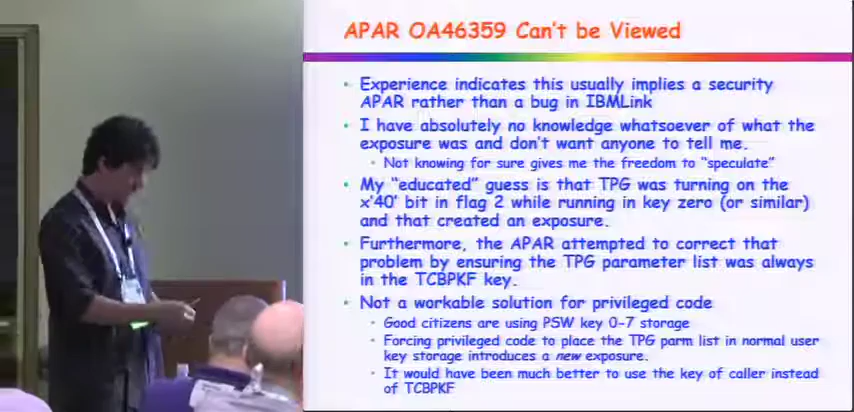 APAR OA46359 Can't be Viewed
• Experience indicates this usually implies a security
APAR rather than a bug in IBMLink
• I have absolutely no knowledge whatsoever of what the
exposure was and don't want anyone to tell me.
• Not knowing for sure gives me the freedom to "speculate"
• My "educated" guess is that TPG was turning on the
x'40' bit in flag 2 while running in key zero (or similar)
and that created an exposure.
• Furthermore, the APAR attempted to correct that
problem by ensuring the TPG parameter list was always
in the TCBPKF key.
• Not a workable solution for privileged code
• Good citizens are using PSW key 0-7 storage
• Forcing privileged code to place the TPG parm list in normal user
key storage introduces a new exposure.
• It would have been much better to use the key of caller instead
of TCBPKF